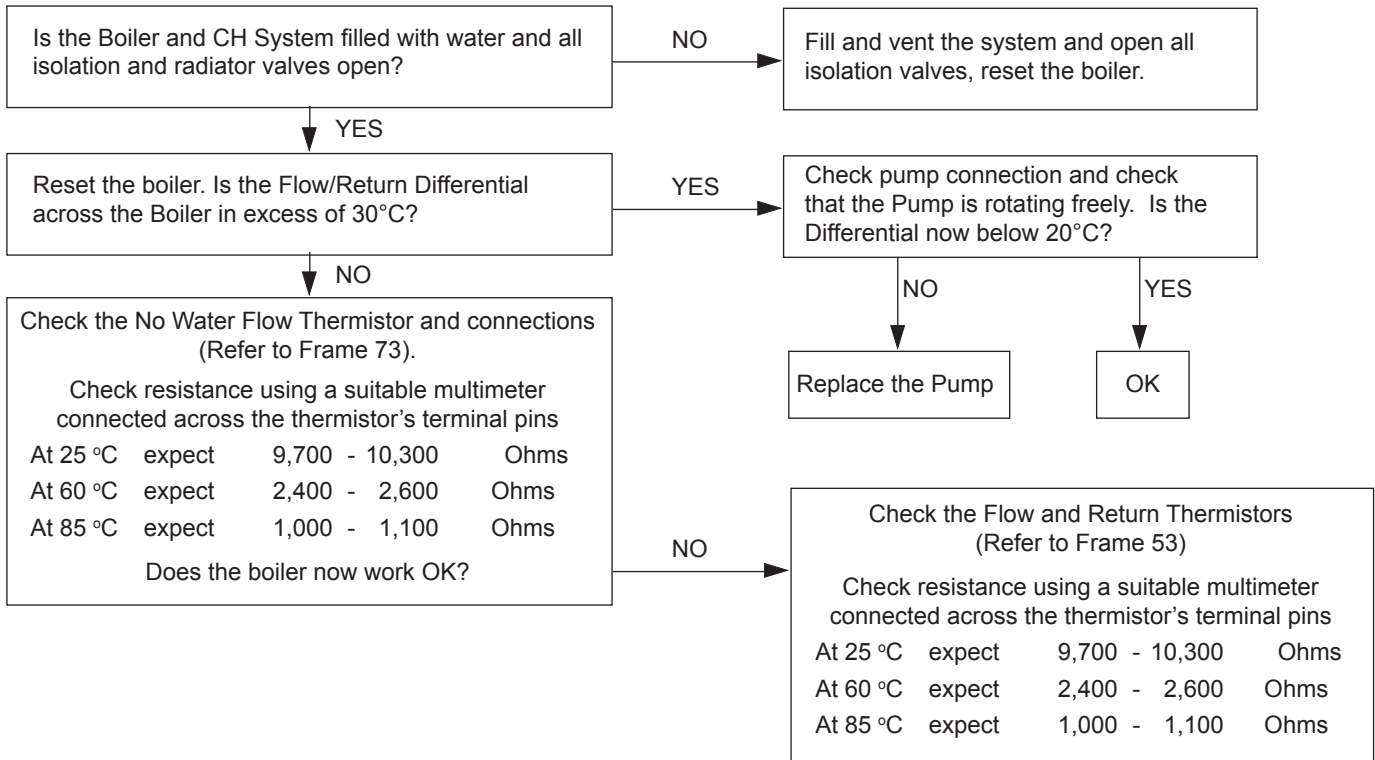 Is the Boiler and CH System filled with water and all
isolation and radiator valves open?
NO
Fill and vent the system and open all
isolation valves, reset the boiler.
YES
Reset the boiler. Is the Flow/Return Differential
across the Boiler in excess of 30°C?
YES
Check pump connection and check
that the Pump is rotating freely. Is the
Differential now below 20°C?
NO
NO
YES
Replace the Pump
OK
Check the No Water Flow Thermistor and connections
(Refer to Frame 73).
Check resistance using a suitable multimeter
connected across the thermistor's terminal pins
At 25 °C expect 9,700 - 10,300 Ohms
At 60 °C expect 2,400 - 2,600 Ohms
At 85 °C expect 1,000 - 1,100 Ohms
Does the boiler now work OK?
NO
Check the Flow and Return Thermistors
(Refer to Frame 53)
Check resistance using a suitable multimeter
connected across the thermistor's terminal pins
At 25 °C expect 9,700 - 10,300 Ohms
At 60 °C expect 2,400 - 2,600 Ohms
At 85 °C expect 1,000 - 1,100 Ohms